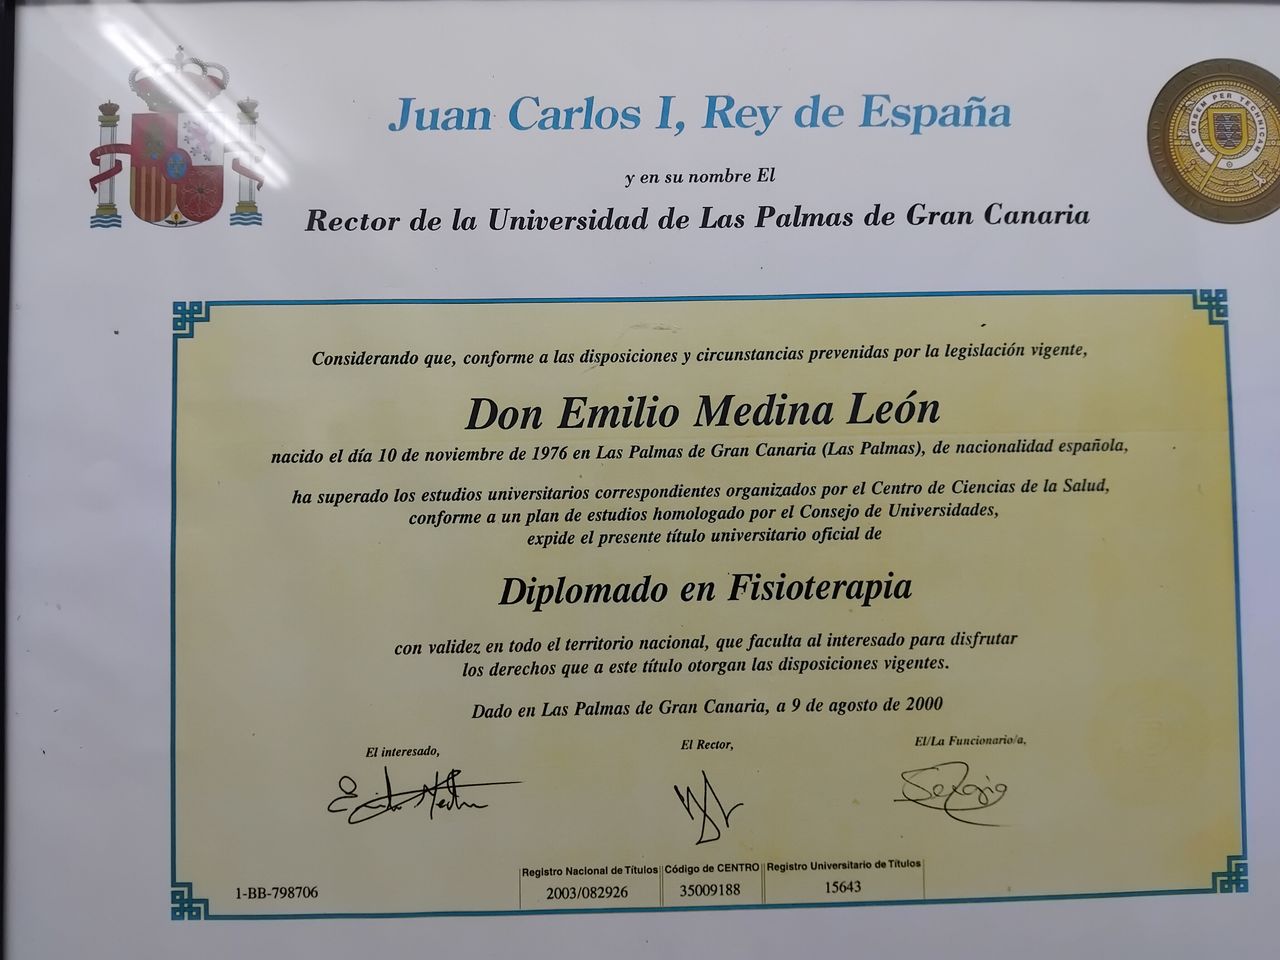 Juan Carlos I, Rey de España
AD ORBEM PER TECHNICAM
y en su nombre El
Rector de la Universidad de Las Palmas de Gran Canaria
Considerando que, conforme a las disposiciones y circunstancias prevenidas por la legislación vigente,
Don Emilio Medina León
nacido el día 10 de noviembre de 1976 en Las Palmas de Gran Canaria (Las Palmas), de nacionalidad española,
ha superado los estudios universitarios correspondientes organizados por el Centro de Ciencias de la Salud,
conforme a un plan de estudios homologado por el Consejo de Universidades,
expide el presente título universitario oficial de
Diplomado en Fisioterapia
con validez en todo el territorio nacional, que faculta al interesado para disfrutar
los derechos que a este título otorgan las disposiciones vigentes.
Dado en Las Palmas de Gran Canaria, a 9 de agosto de 2000
El interesado, El Rector, El/La Funcionario/a,
Emilio Medina Sergio
Registro Nacional de Títulos Código de CENTRO Registro Universitario de Títulos
1-BB-798706 2003/082926 35009188 15643